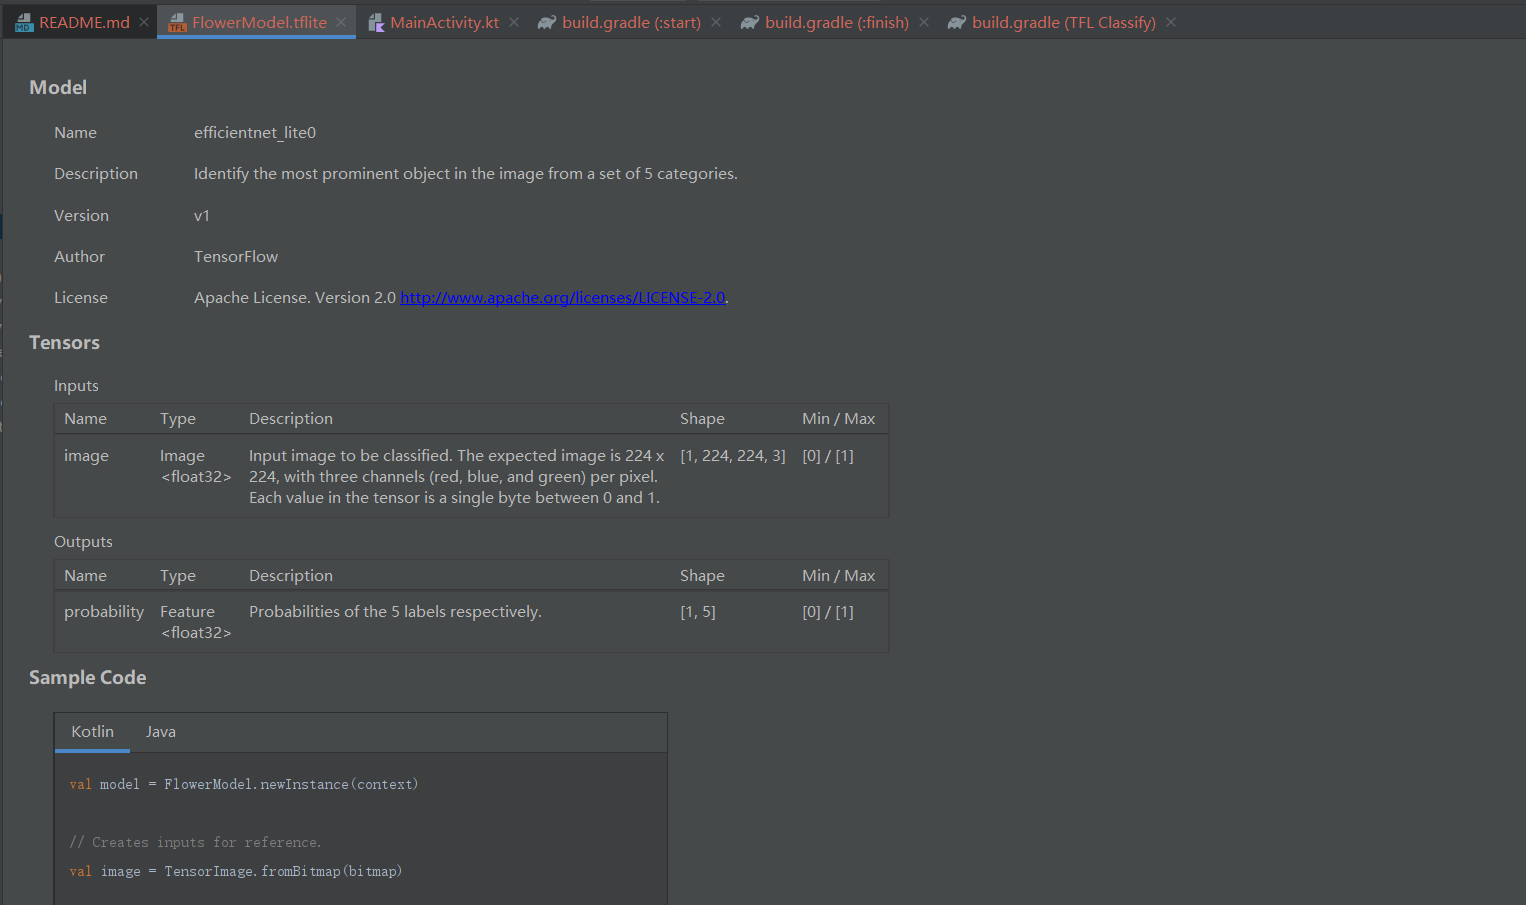 README.md FlowerModel.tflite MainActivity.kt build.gradle (:start) build.gradle (:finish) build.gradle (TFL Classify)
Model
Name efficientnet_lite0
Description Identify the most prominent object in the image from a set of 5 categories.
Version v1
Author TensorFlow
License Apache License. Version 2.0 http://www.apache.org/licenses/LICENSE-2.0.
Tensors
Inputs
Name Type Description Shape Min / Max
image Image Input image to be classified. The expected image is 224 x [1, 224, 224, 3] [0] / [1]
<float32> 224, with three channels (red, blue, and green) per pixel.
Each value in the tensor is a single byte between 0 and 1.
Outputs
Name Type Description Shape Min / Max
probability Feature Probabilities of the 5 labels respectively. [1, 5] [0] / [1]
<float32>
Sample Code
Kotlin Java
val model = FlowerModel.newInstance(context)
// Creates inputs for reference.
val image = TensorImage.fromBitmap(bitmap)